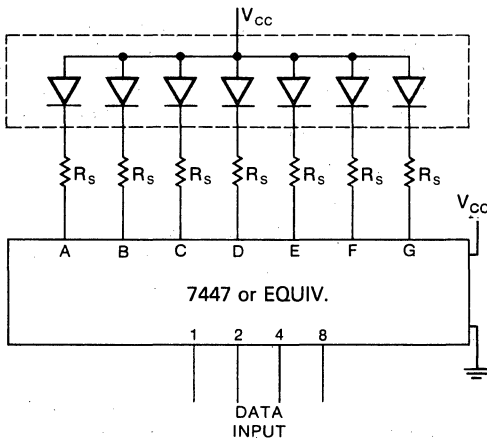 VCC
RS RS RS RS RS RS RS
VCC
A B C D E F G
7447 or EQUIV.
1 2 4 8
DATA
INPUT